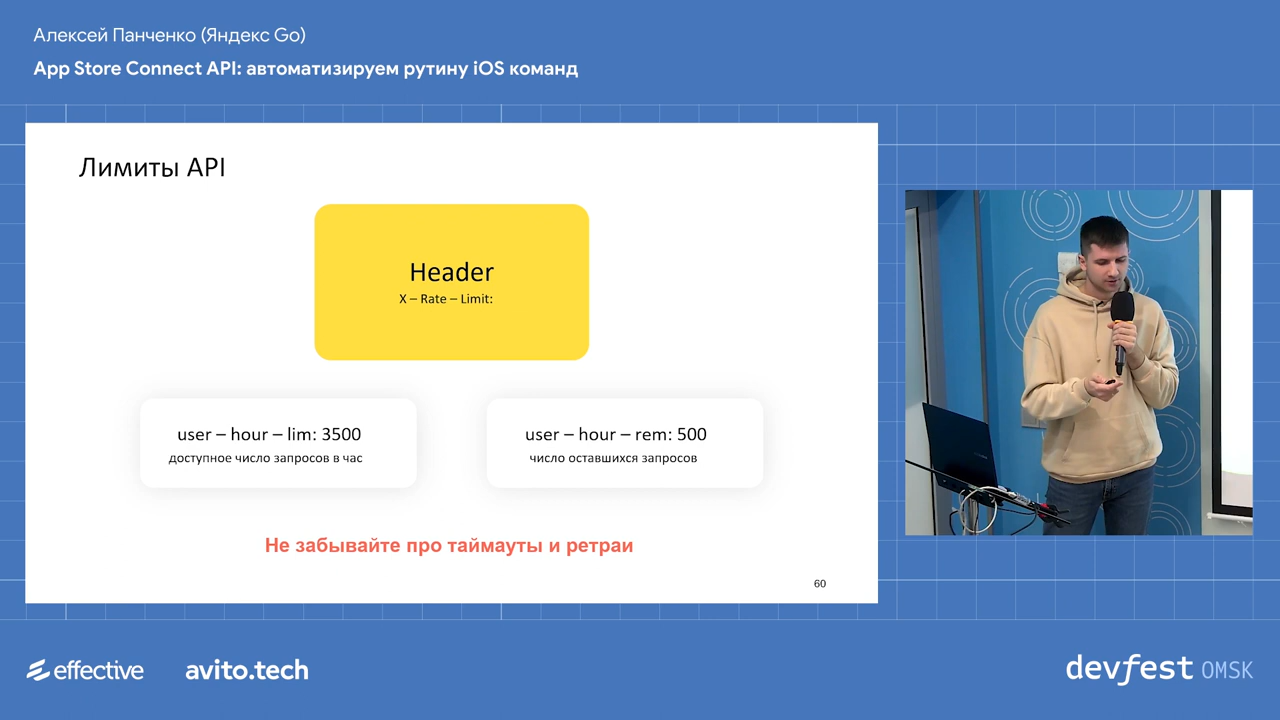 Алексей Панченко (Яндекс Go)
App Store Connect API: автоматизируем рутину iOS команд
Лимиты API
Header
X – Rate – Limit:
user – hour – lim: 3500
доступное число запросов в час
user – hour – rem: 500
число оставшихся запросов
Не забывайте про таймауты и ретраи
60
effective
avito.tech
devfest OMSK